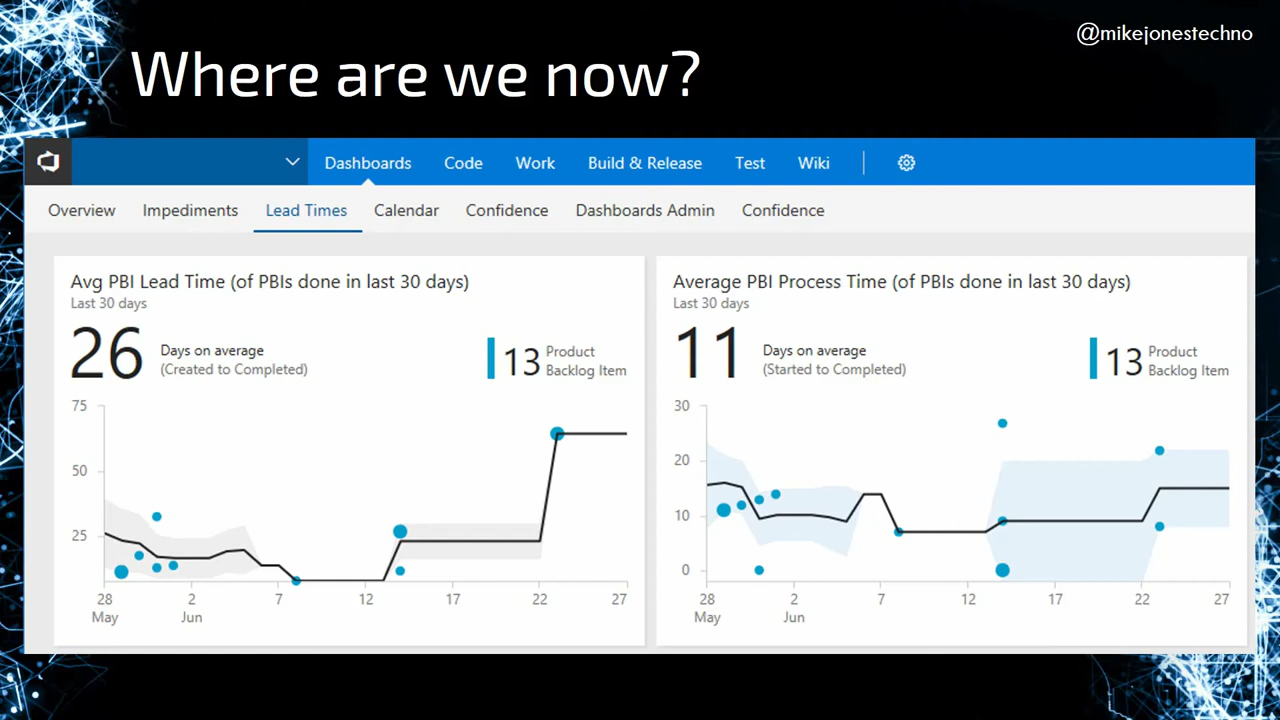 @mikejonestechno
Where are we now?
Dashboards Code Work Build & Release Test Wiki
Overview Impediments Lead Times Calendar Confidence Dashboards Admin Confidence
Avg PBI Lead Time (of PBIs done in last 30 days)
Last 30 days
26
Days on average
(Created to Completed)
13
Product
Backlog Item
75
50
25
28 2 7 12 17 22 27
May Jun
Average PBI Process Time (of PBIs done in last 30 days)
Last 30 days
11
Days on average
(Started to Completed)
13
Product
Backlog Item
30
20
10
0
28 2 7 12 17 22 27
May Jun